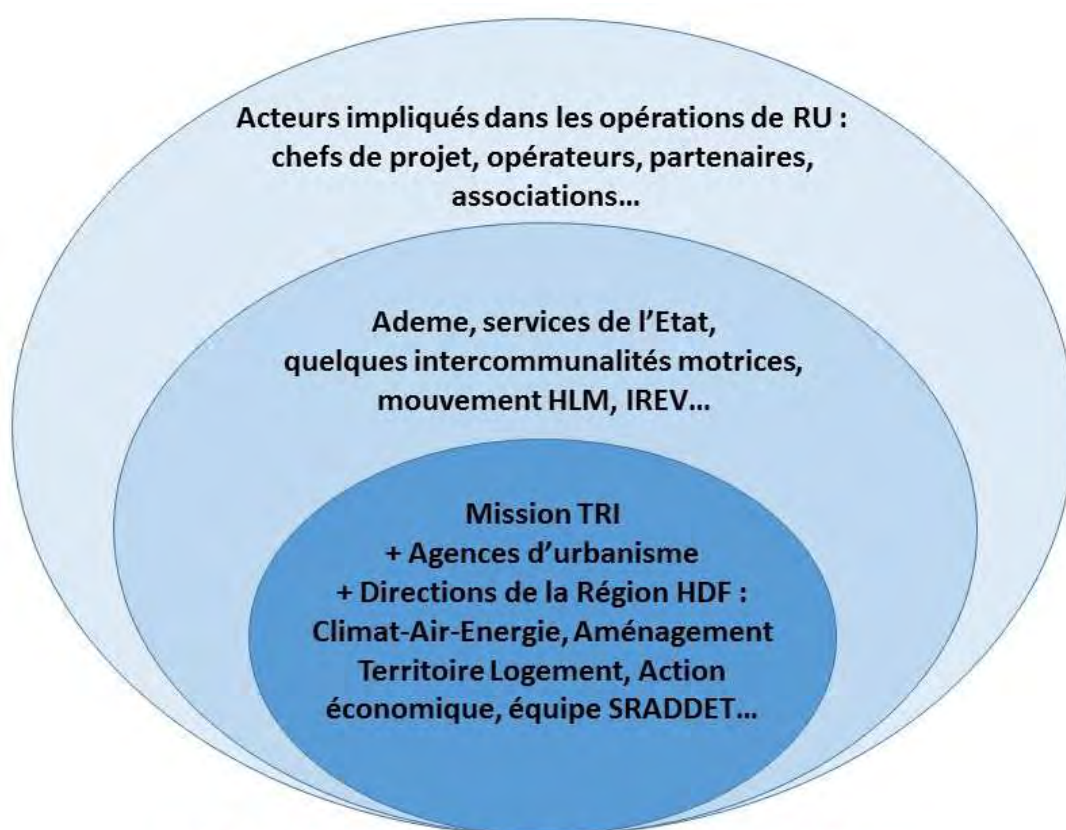 Acteurs impliqués dans les opérations de RU :
chefs de projet, opérateurs, partenaires,
associations…
Ademe, services de l’Etat,
quelques intercommunalités motrices,
mouvement HLM, IREV…
Mission TRI
+ Agences d’urbanisme
+ Directions de la Région HDF :
Climat-Air-Energie, Aménagement
Territoire Logement, Action
économique, équipe SRADDET…